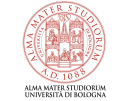 ALMA MATER STUDIORUM
A.D. 1088
ALMA MATER STUDIORUM
UNIVERSITÀ DI BOLOGNA